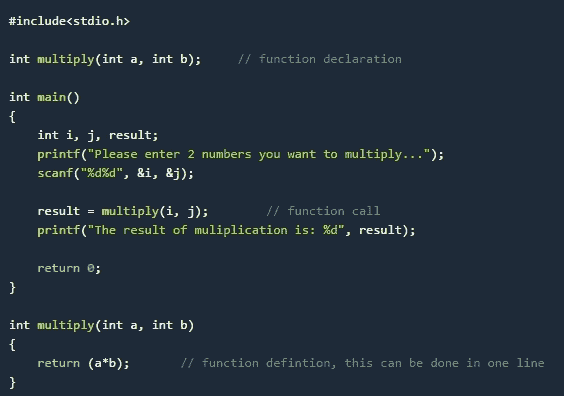 #include<stdio.h>
int multiply(int a, int b);     // function declaration
int main()
{
    int i, j, result;
    printf("Please enter 2 numbers you want to multiply...");
    scanf("%d%d", &i, &j);
    result = multiply(i, j);        // function call
    printf("The result of muliplication is: %d", result);
    return 0;
}
int multiply(int a, int b)
{
    return (a*b);       // function defintion, this can be done in one line
}